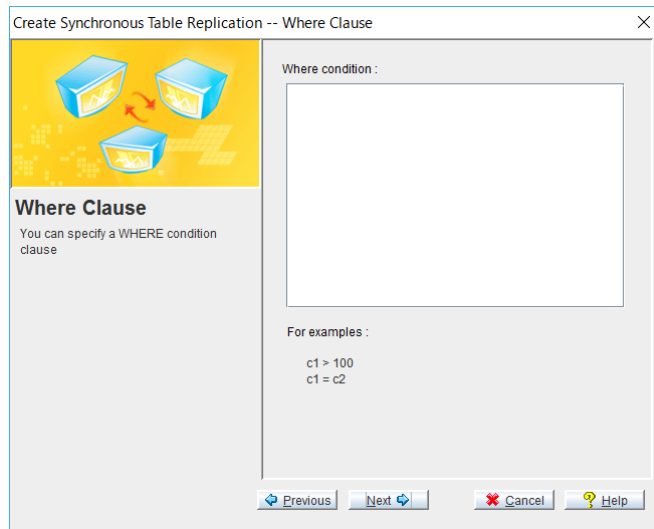 Create Synchronous Table Replication -- Where Clause
Where condition :
Where Clause
You can specify a WHERE condition
clause
For examples :
c1 > 100
c1 = c2
Previous Next Cancel Help